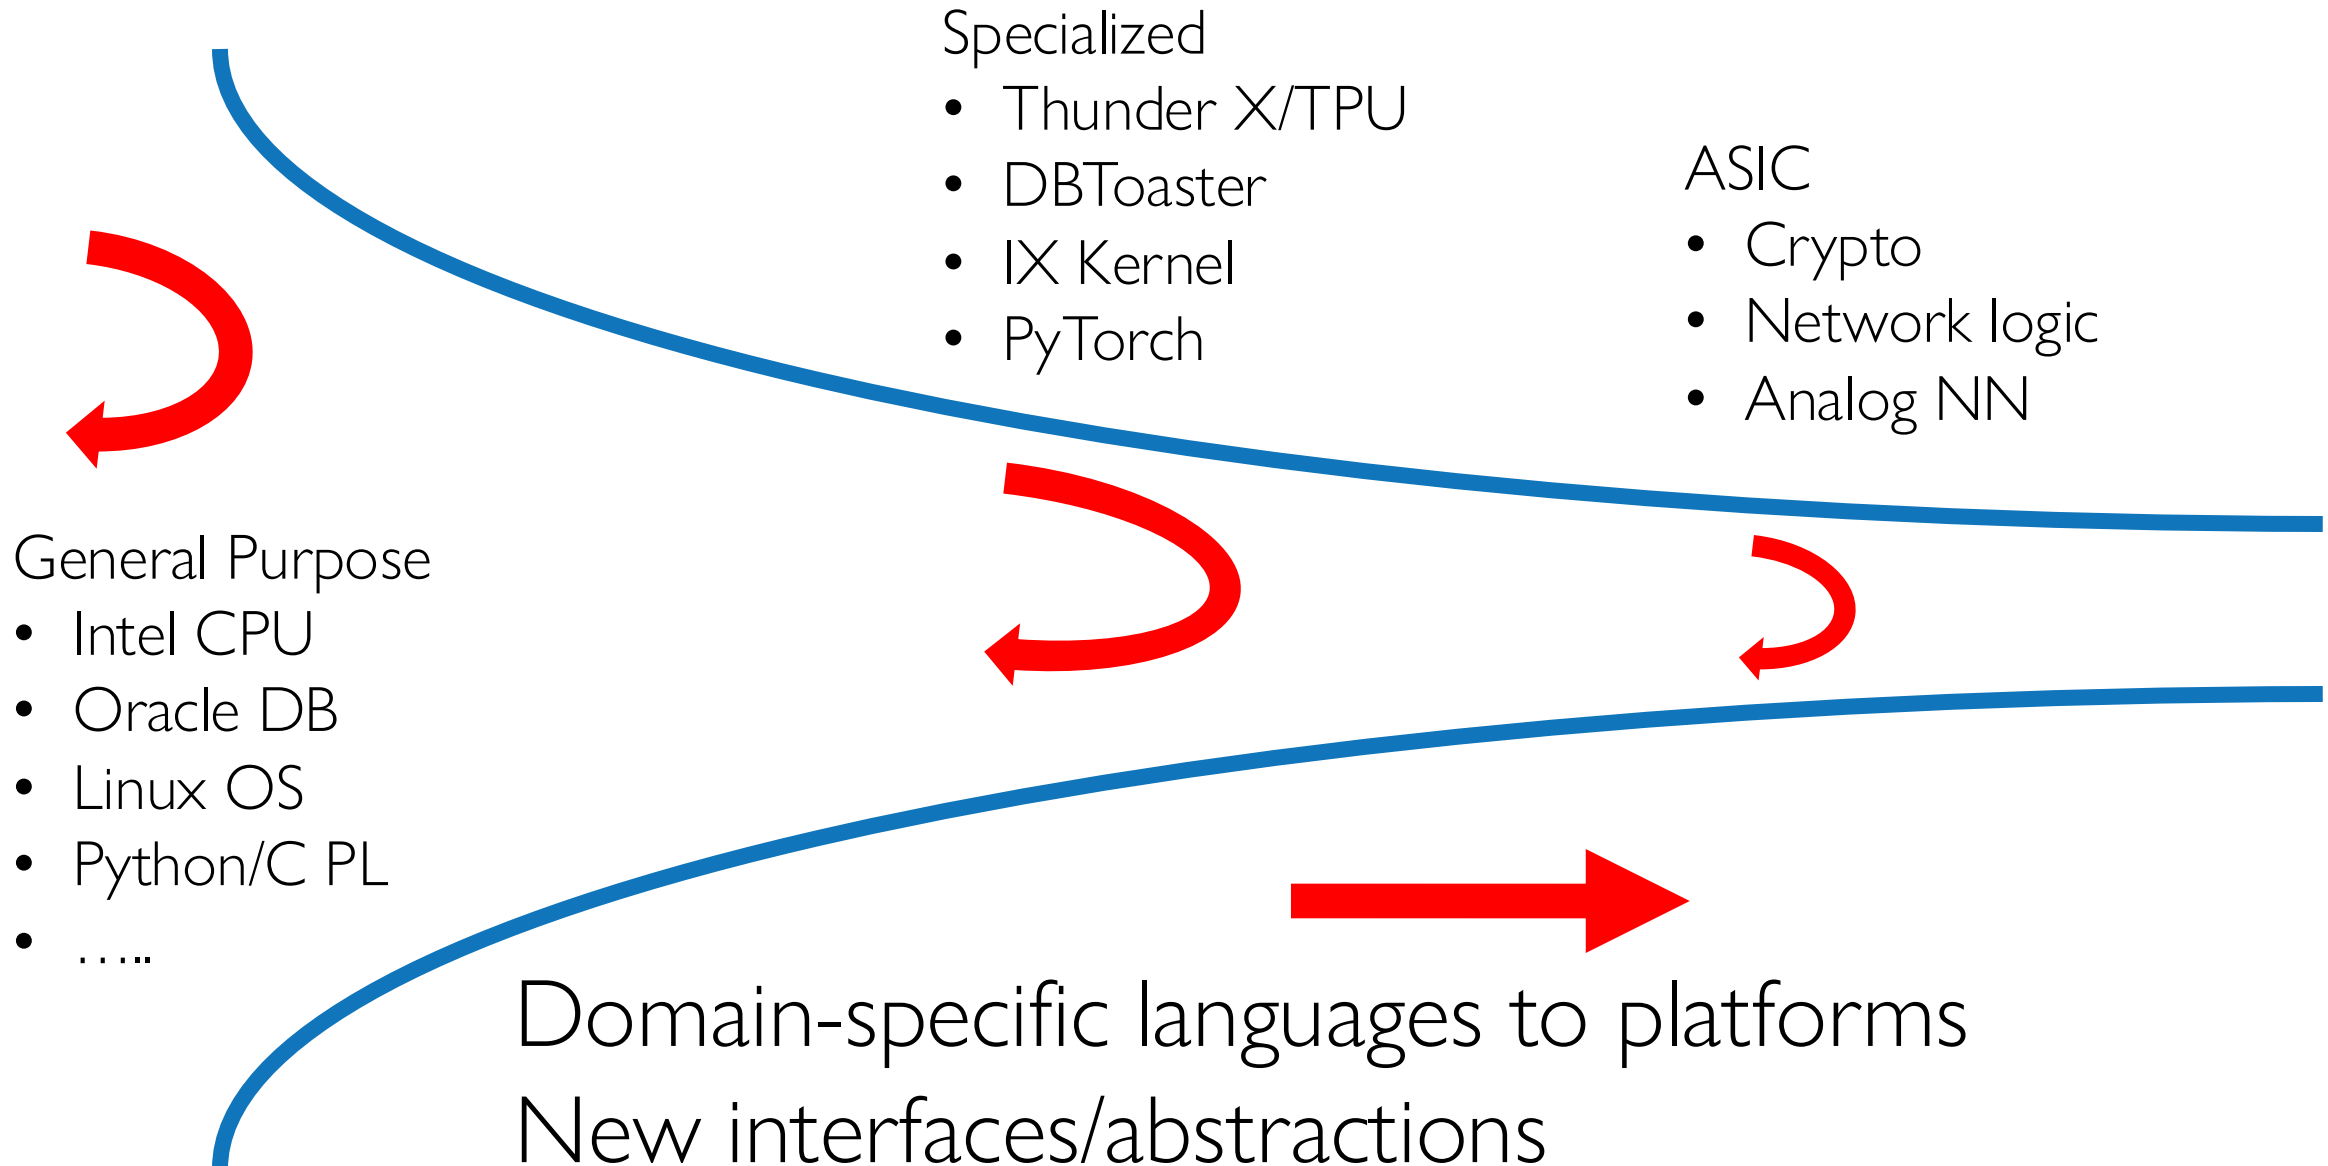 Specialized
• Thunder X/TPU
• DBToaster
• IX Kernel
• PyTorch
ASIC
• Crypto
• Network logic
• Analog NN
General Purpose
• Intel CPU
• Oracle DB
• Linux OS
• Python/C PL
• …..
Domain-specific languages to platforms
New interfaces/abstractions